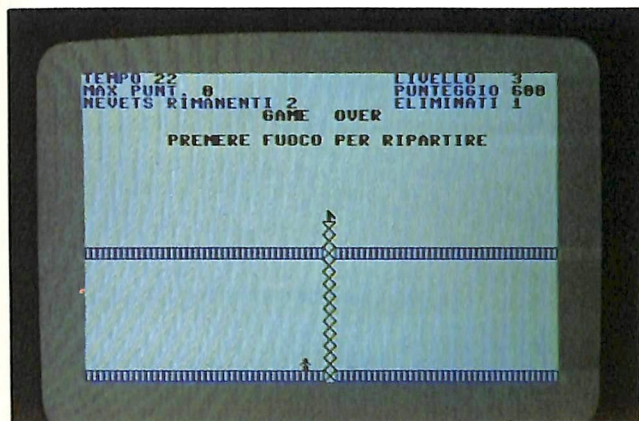 TEMPO 22 LIVELLO 3
MAX PUNT. 0 PUNTEGGIO 600
NEVETS RIMANENTI 2 ELIMINATI 1
GAME OVER
PREMERE FUOCO PER RIPARTIRE